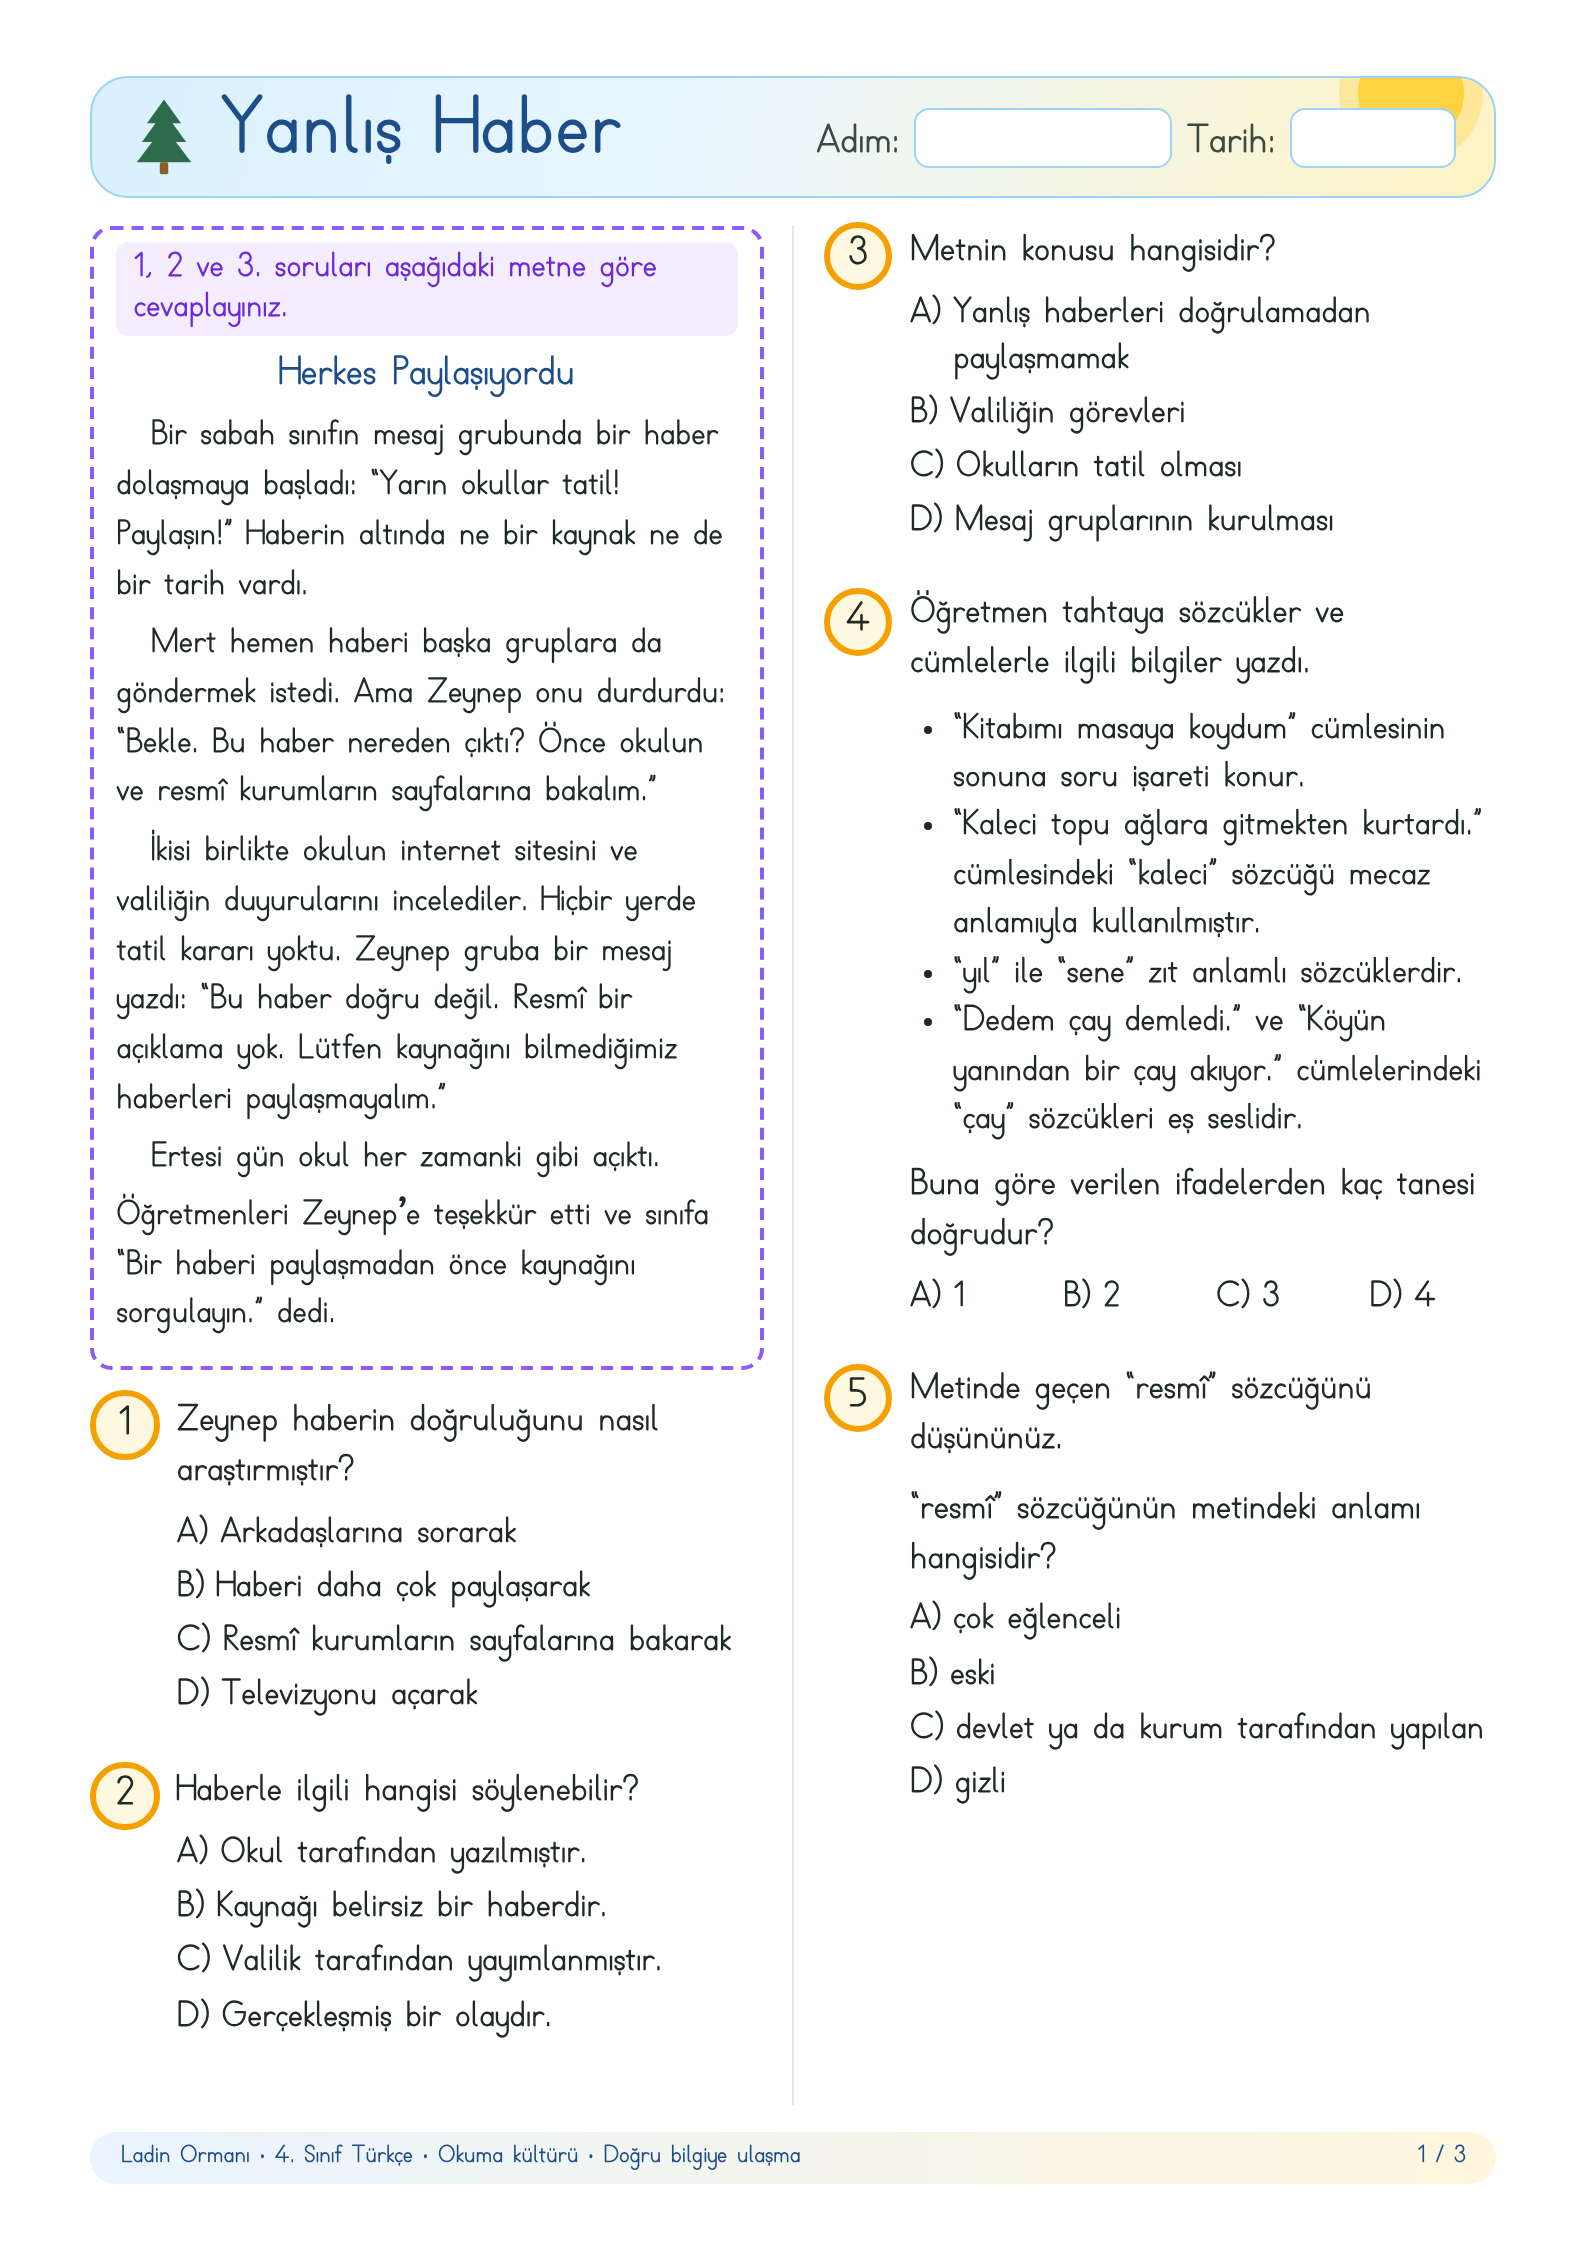 Yanlış Haber
Adım:
Tarih:
1, 2 ve 3. soruları aşağıdaki metne göre
cevaplayınız.
Herkes Paylaşıyordu
Bir sabah sınıfın mesaj grubunda bir haber
dolaşmaya başladı: “Yarın okullar tatil!
Paylaşın!” Haberin altında ne bir kaynak ne de
bir tarih vardı.
Mert hemen haberi başka gruplara da
göndermek istedi. Ama Zeynep onu durdurdu:
“Bekle. Bu haber nereden çıktı? Önce okulun
ve resmî kurumların sayfalarına bakalım.”
İkisi birlikte okulun internet sitesini ve
valiliğin duyurularını incelediler. Hiçbir yerde
tatil kararı yoktu. Zeynep gruba bir mesaj
yazdı: “Bu haber doğru değil. Resmî bir
açıklama yok. Lütfen kaynağını bilmediğimiz
haberleri paylaşmayalım.”
Ertesi gün okul her zamanki gibi açıktı.
Öğretmenleri Zeynep’e teşekkür etti ve sınıfa
“Bir haberi paylaşmadan önce kaynağını
sorgulayın.” dedi.
1
Zeynep haberin doğruluğunu nasıl
araştırmıştır?
A) Arkadaşlarına sorarak
B) Haberi daha çok paylaşarak
C) Resmî kurumların sayfalarına bakarak
D) Televizyonu açarak
2
Haberle ilgili hangisi söylenebilir?
A) Okul tarafından yazılmıştır.
B) Kaynağı belirsiz bir haberdir.
C) Valilik tarafından yayımlanmıştır.
D) Gerçekleşmiş bir olaydır.
3
Metnin konusu hangisidir?
A) Yanlış haberleri doğrulamadan
paylaşmamak
B) Valiliğin görevleri
C) Okulların tatil olması
D) Mesaj gruplarının kurulması
4
Öğretmen tahtaya sözcükler ve
cümlelerle ilgili bilgiler yazdı.
• “Kitabımı masaya koydum” cümlesinin
sonuna soru işareti konur.
• “Kaleci topu ağlara gitmekten kurtardı.”
cümlesindeki “kaleci” sözcüğü mecaz
anlamıyla kullanılmıştır.
• “yıl” ile “sene” zıt anlamlı sözcüklerdir.
• “Dedem çay demledi.” ve “Köyün
yanından bir çay akıyor.” cümlelerindeki
“çay” sözcükleri eş seslidir.
Buna göre verilen ifadelerden kaç tanesi
doğrudur?
A) 1 B) 2 C) 3 D) 4
5
Metinde geçen “resmî” sözcüğünü
düşününüz.
“resmî” sözcüğünün metindeki anlamı
hangisidir?
A) çok eğlenceli
B) eski
C) devlet ya da kurum tarafından yapılan
D) gizli
Ladin Ormanı • 4. Sınıf Türkçe • Okuma kültürü • Doğru bilgiye ulaşma
1 / 3